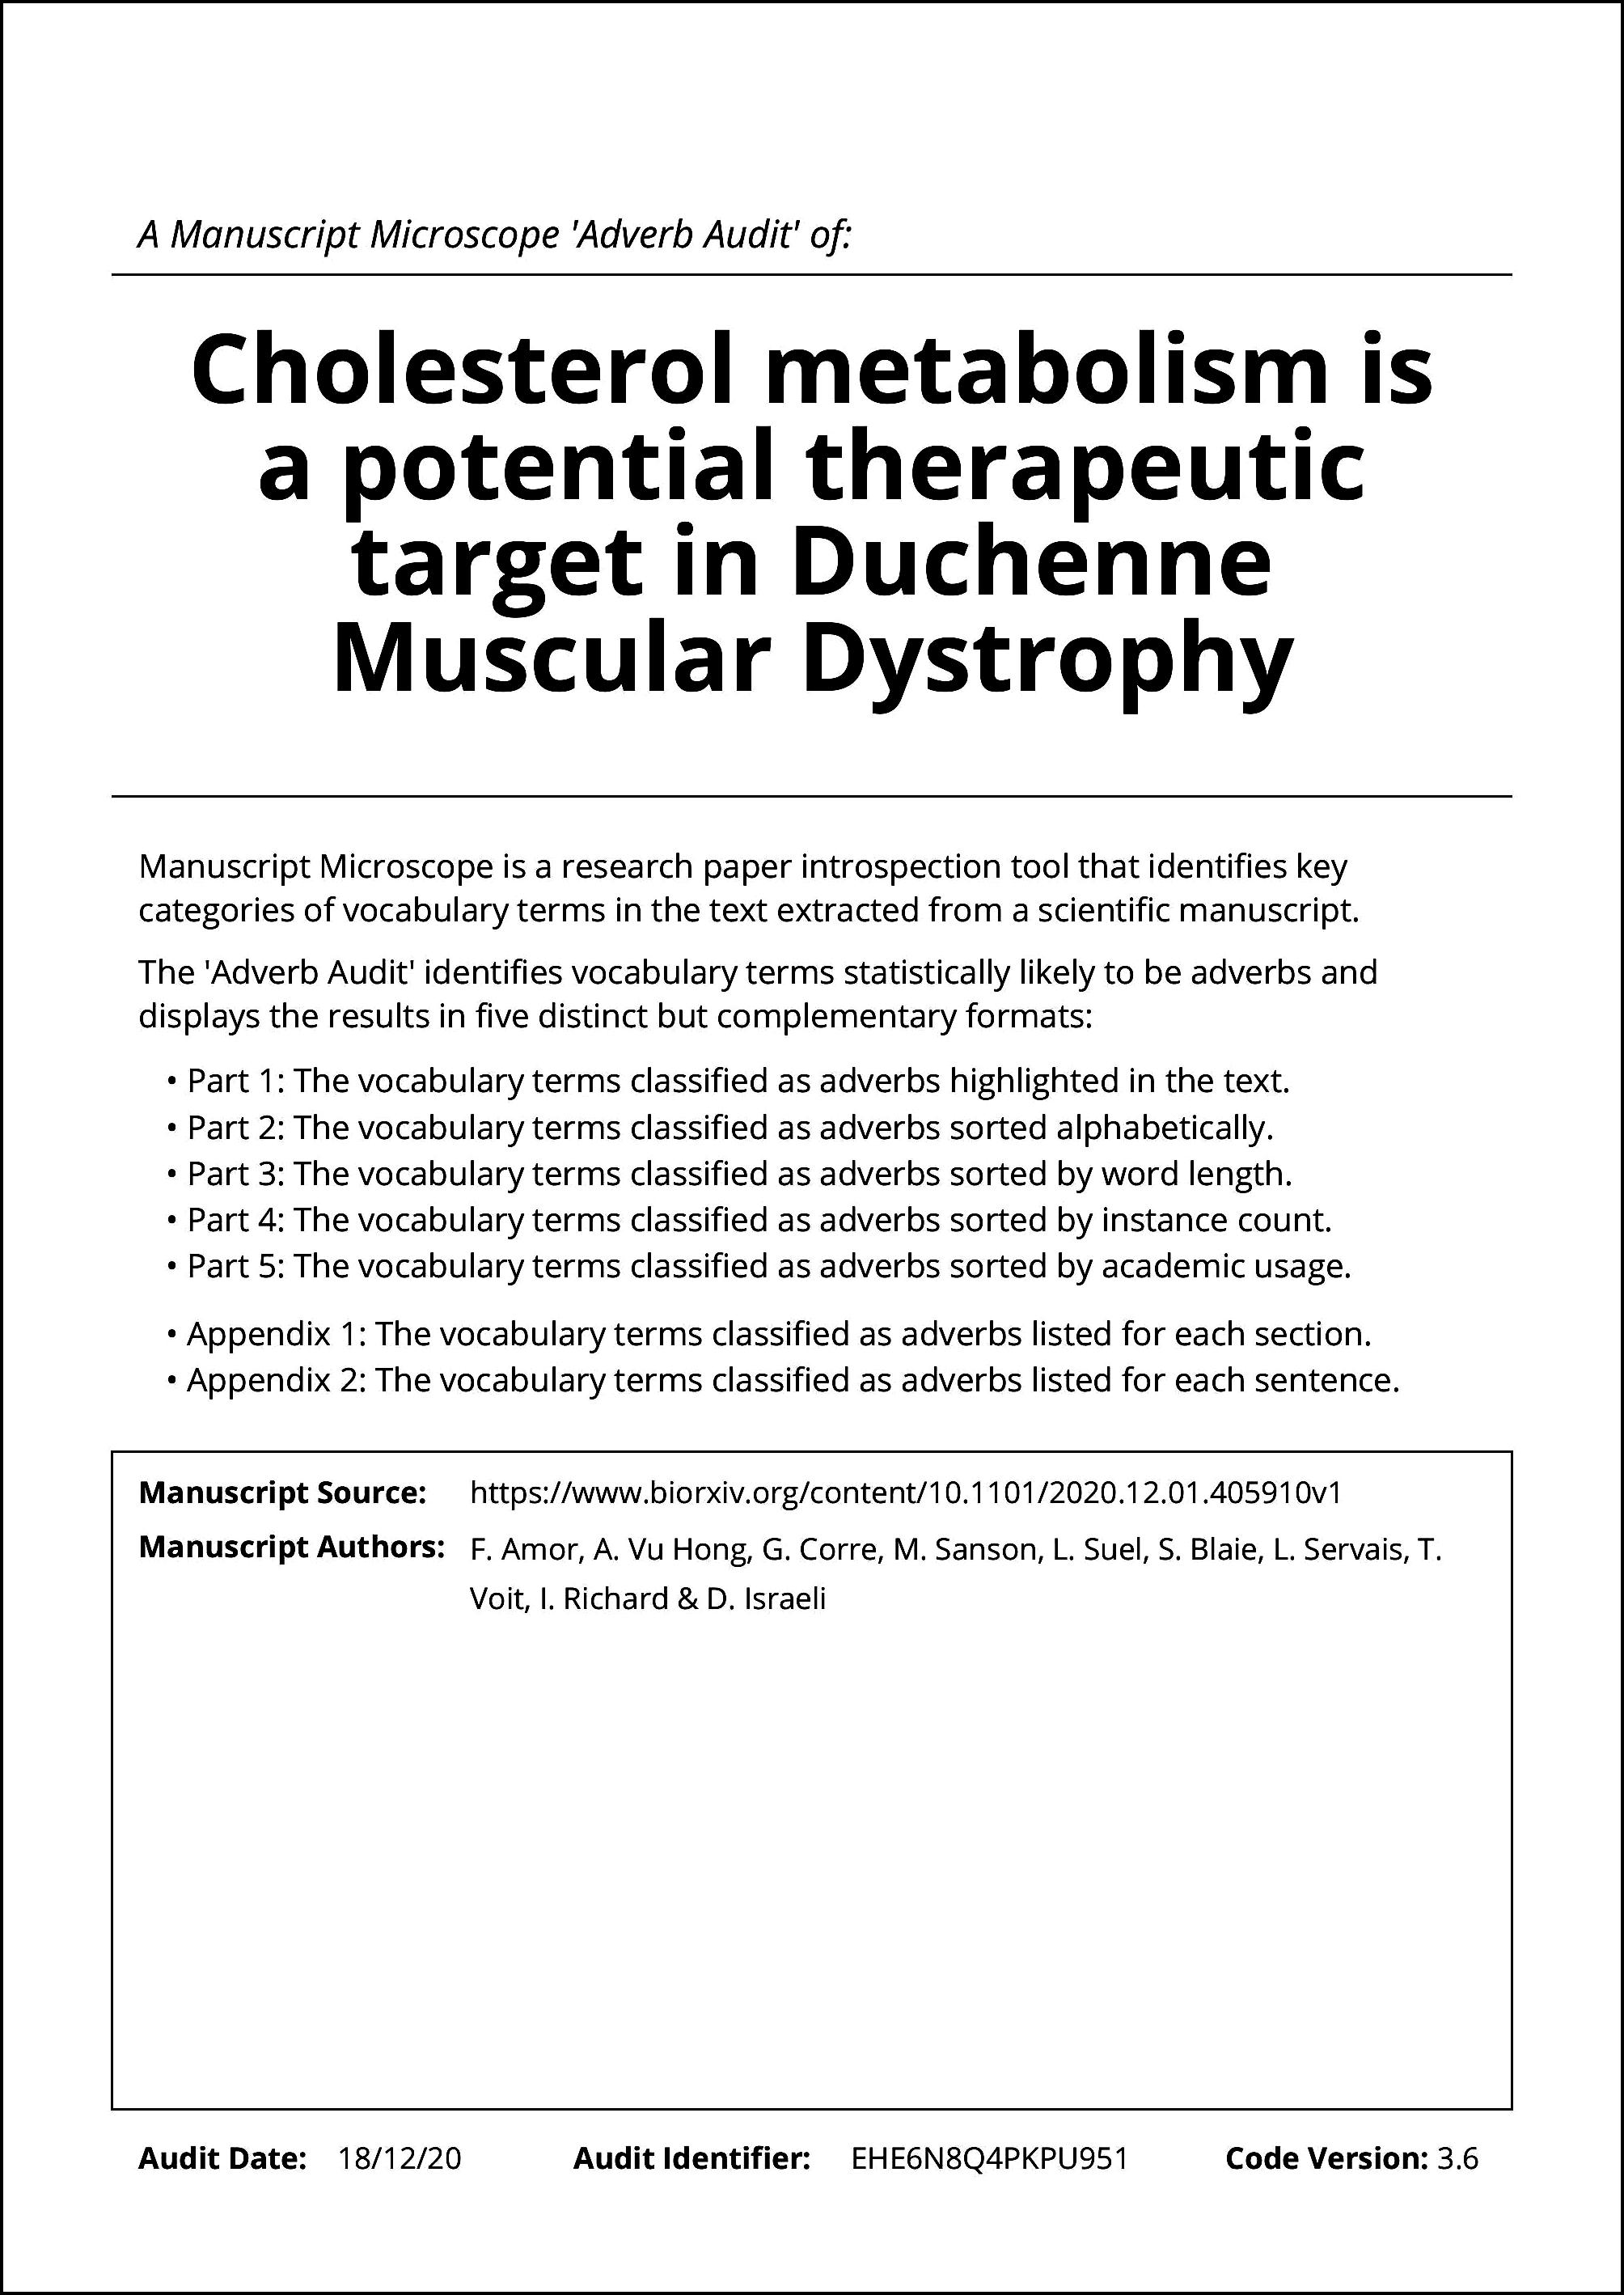 A Manuscript Microscope 'Adverb Audit' of:
Cholesterol metabolism is
a potential therapeutic
target in Duchenne
Muscular Dystrophy
Manuscript Microscope is a research paper introspection tool that identifies key
categories of vocabulary terms in the text extracted from a scientific manuscript.
The 'Adverb Audit' identifies vocabulary terms statistically likely to be adverbs and
displays the results in five distinct but complementary formats:
• Part 1: The vocabulary terms classified as adverbs highlighted in the text.
• Part 2: The vocabulary terms classified as adverbs sorted alphabetically.
• Part 3: The vocabulary terms classified as adverbs sorted by word length.
• Part 4: The vocabulary terms classified as adverbs sorted by instance count.
• Part 5: The vocabulary terms classified as adverbs sorted by academic usage.
• Appendix 1: The vocabulary terms classified as adverbs listed for each section.
• Appendix 2: The vocabulary terms classified as adverbs listed for each sentence.
Manuscript Source: https://www.biorxiv.org/content/10.1101/2020.12.01.405910v1
Manuscript Authors: F. Amor, A. Vu Hong, G. Corre, M. Sanson, L. Suel, S. Blaie, L. Servais, T.
Voit, I. Richard & D. Israeli
Audit Date: 18/12/20 Audit Identifier: EHE6N8Q4PKPU951 Code Version: 3.6